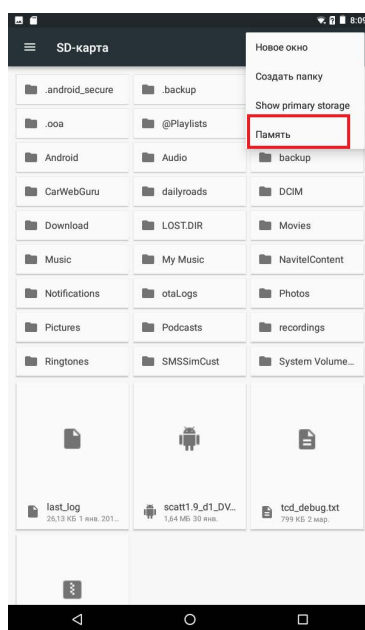 8:09
SD-карта
Новое окно
Создать папку
Show primary storage
Память
.android_secure
.backup
.ooa
@Playlists
Android
Audio
backup
CarWebGuru
dailyroads
DCIM
Download
LOST.DIR
Movies
Music
My Music
NavitelContent
Notifications
otaLogs
Photos
Pictures
Podcasts
recordings
Ringtones
SMSSimCust
System Volume...
last_log
26,13 КБ 1 янв. 201...
scatt1.9_d1_DV...
1,64 МБ 30 янв.
tcd_debug.txt
799 КБ 2 мар.